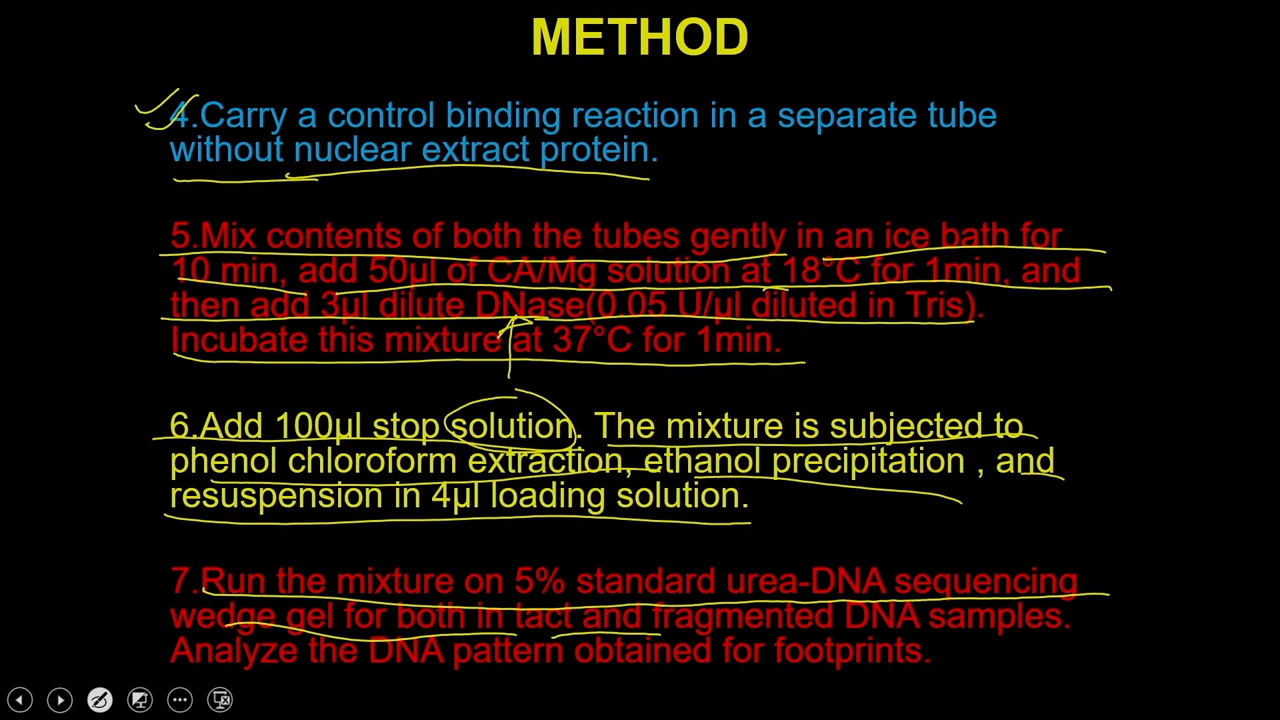 METHOD
4.Carry a control binding reaction in a separate tube
without nuclear extract protein.
5.Mix contents of both the tubes gently in an ice bath for
10 min, add 50µl of CA/Mg solution at 18°C for 1min, and
then add 3µl dilute DNase(0.05 U/µl diluted in Tris).
Incubate this mixture at 37°C for 1min.
6.Add 100µl stop solution. The mixture is subjected to
phenol chloroform extraction, ethanol precipitation , and
resuspension in 4µl loading solution.
7.Run the mixture on 5% standard urea-DNA sequencing
wedge gel for both in tact and fragmented DNA samples.
Analyze the DNA pattern obtained for footprints.